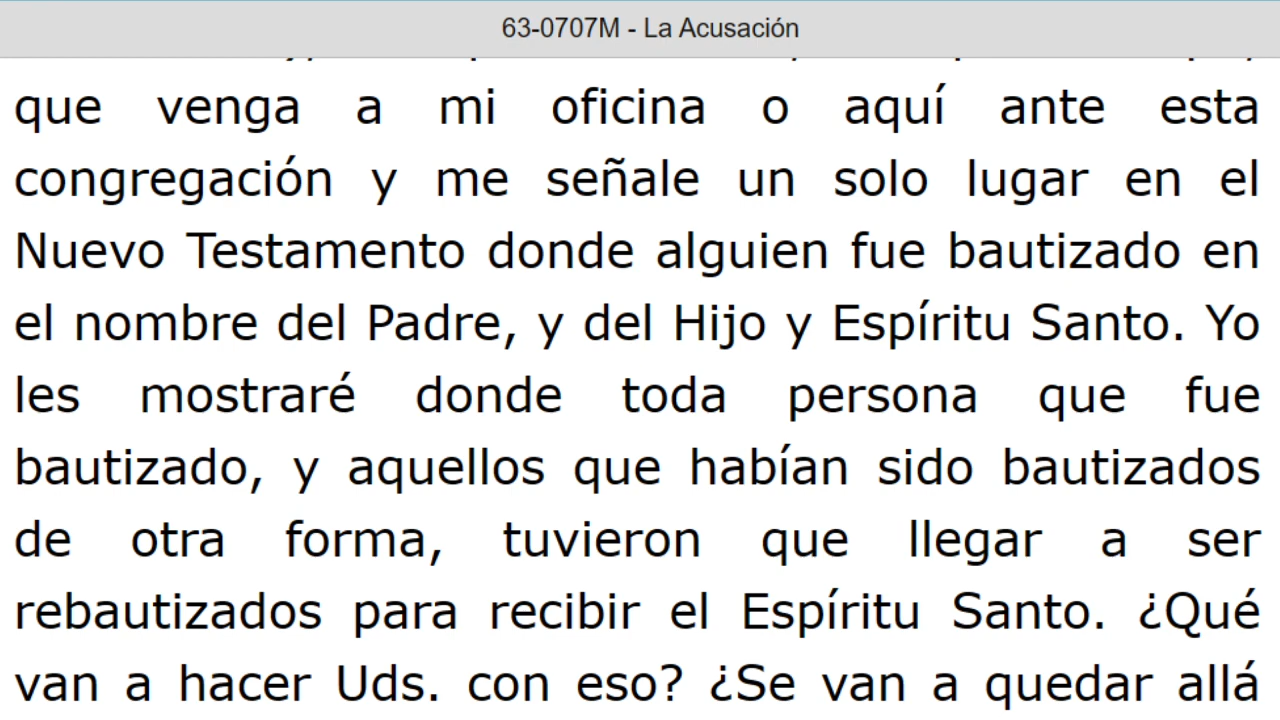 63-0707M - La Acusación
que venga a mi oficina o aquí ante esta
congregación y me señale un solo lugar en el
Nuevo Testamento donde alguien fue bautizado en
el nombre del Padre, y del Hijo y Espíritu Santo. Yo
les mostraré donde toda persona que fue
bautizado, y aquellos que habían sido bautizados
de otra forma, tuvieron que llegar a ser
rebautizados para recibir el Espíritu Santo. ¿Qué
van a hacer Uds. con eso? ¿Se van a quedar allá